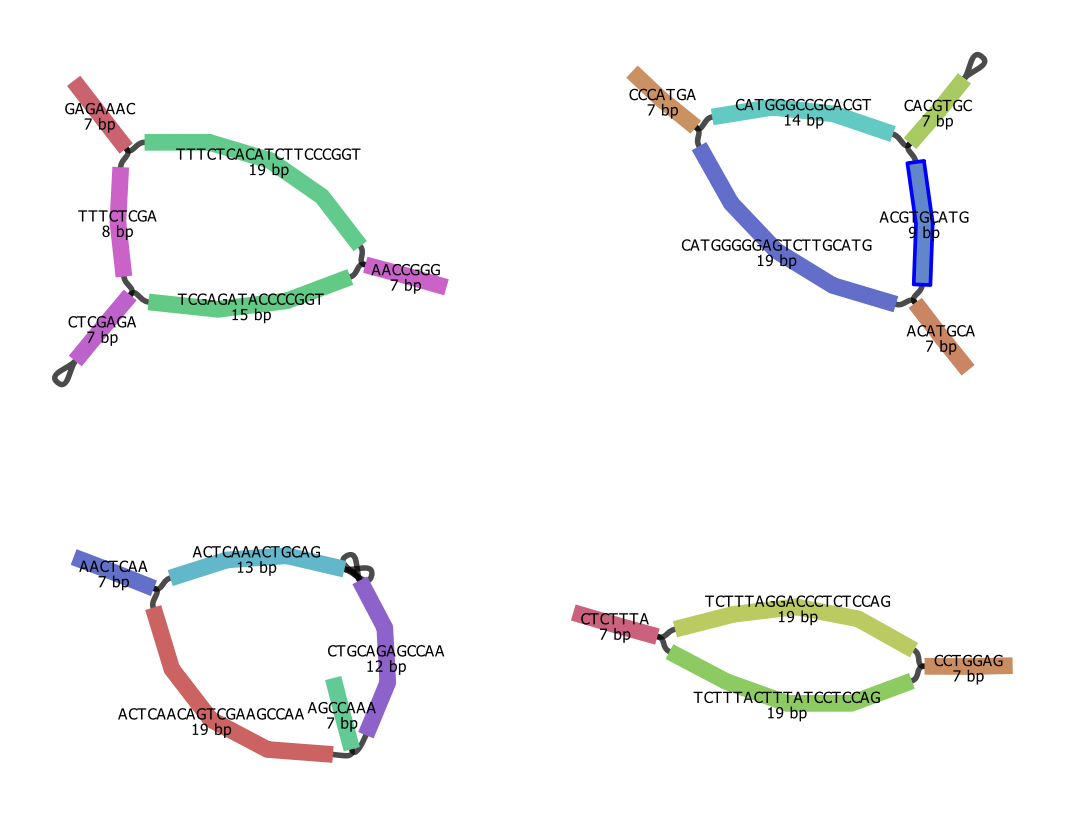 GAGAAAC
7 bp
TTTCTCACATCTTCCCGGT
19 bp
TTTCTCGA
8 bp
AACCGGG
7 bp
TCGAGATACCCCGGT
15 bp
CTCGAGA
7 bp
CCCATGA
7 bp
CATGGGCCGCACGT
14 bp
CACGTGC
7 bp
ACGTGCATG
9 bp
CATGGGGGAGTCTTGCATG
19 bp
ACATGCA
7 bp
AACTCAA
7 bp
ACTCAAACTGCAG
13 bp
CTGCAGAGCCAA
12 bp
ACTCAACAGTCGAAGCCAA
19 bp
AGCCAAA
7 bp
CTCTTTA
7 bp
TCTTTAGGACCCTCTCCAG
19 bp
CCTGGAG
7 bp
TCTTTACTTTATCCTCCAG
19 bp